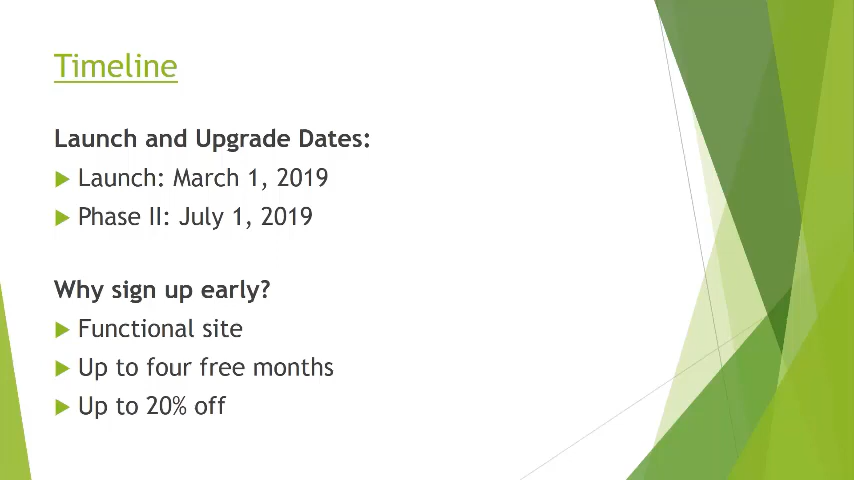 Timeline
Launch and Upgrade Dates:
Launch: March 1, 2019
Phase II: July 1, 2019
Why sign up early?
Functional site
Up to four free months
Up to 20% off